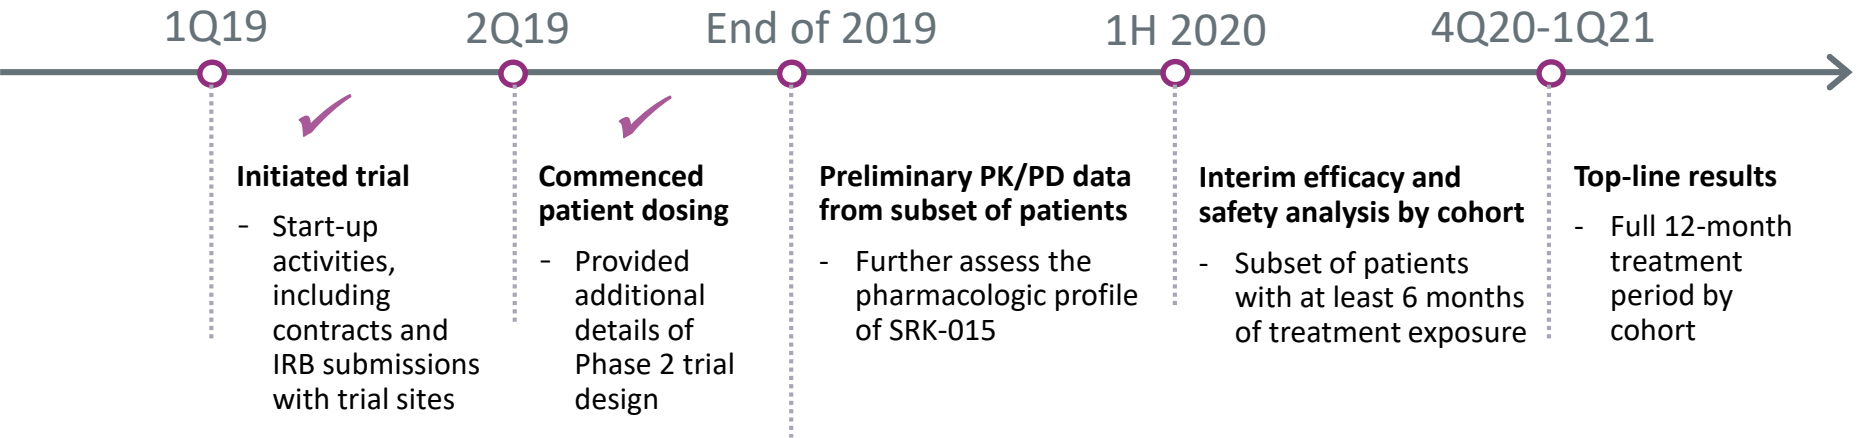 1Q19
2Q19
End of 2019
1H 2020
4Q20-1Q21
Initiated trial
- Start-up
activities,
including
contracts and
IRB submissions
with trial sites
Commenced
patient dosing
- Provided
additional
details of
Phase 2 trial
design
Preliminary PK/PD data
from subset of patients
- Further assess the
pharmacologic profile
of SRK-015
Interim efficacy and
safety analysis by cohort
- Subset of patients
with at least 6 months
of treatment exposure
Top-line results
- Full 12-month
treatment
period by
cohort